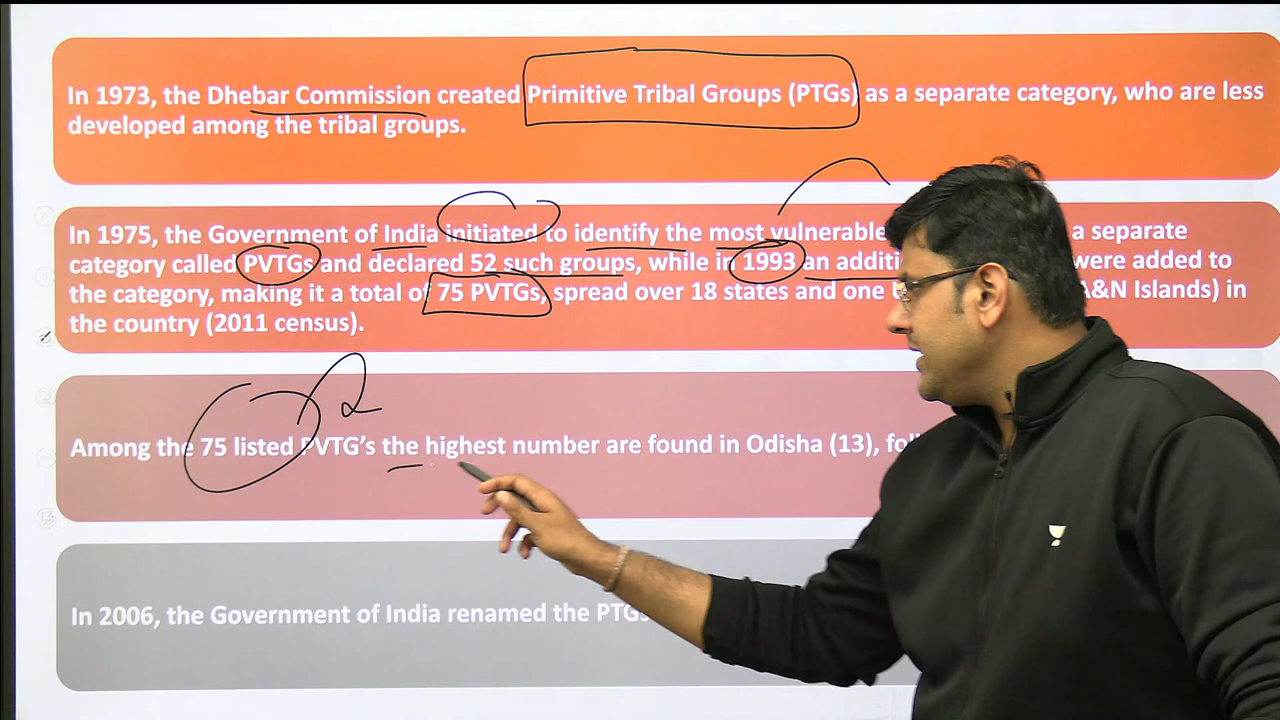 In 1973, the Dhebar Commission created Primitive Tribal Groups (PTGs) as a separate category, who are less
developed among the tribal groups.
In 1975, the Government of India initiated to identify the most vulnerable a separate
category called PVTGs and declared 52 such groups, while in 1993 an were added to
the category, making it a total of 75 PVTGs, spread over 18 states and one (A&N Islands) in
the country (2011 census).
2
Among the 75 listed PVTG's the highest number are found in Odisha (13),
In 2006, the Government of India renamed the PTGs